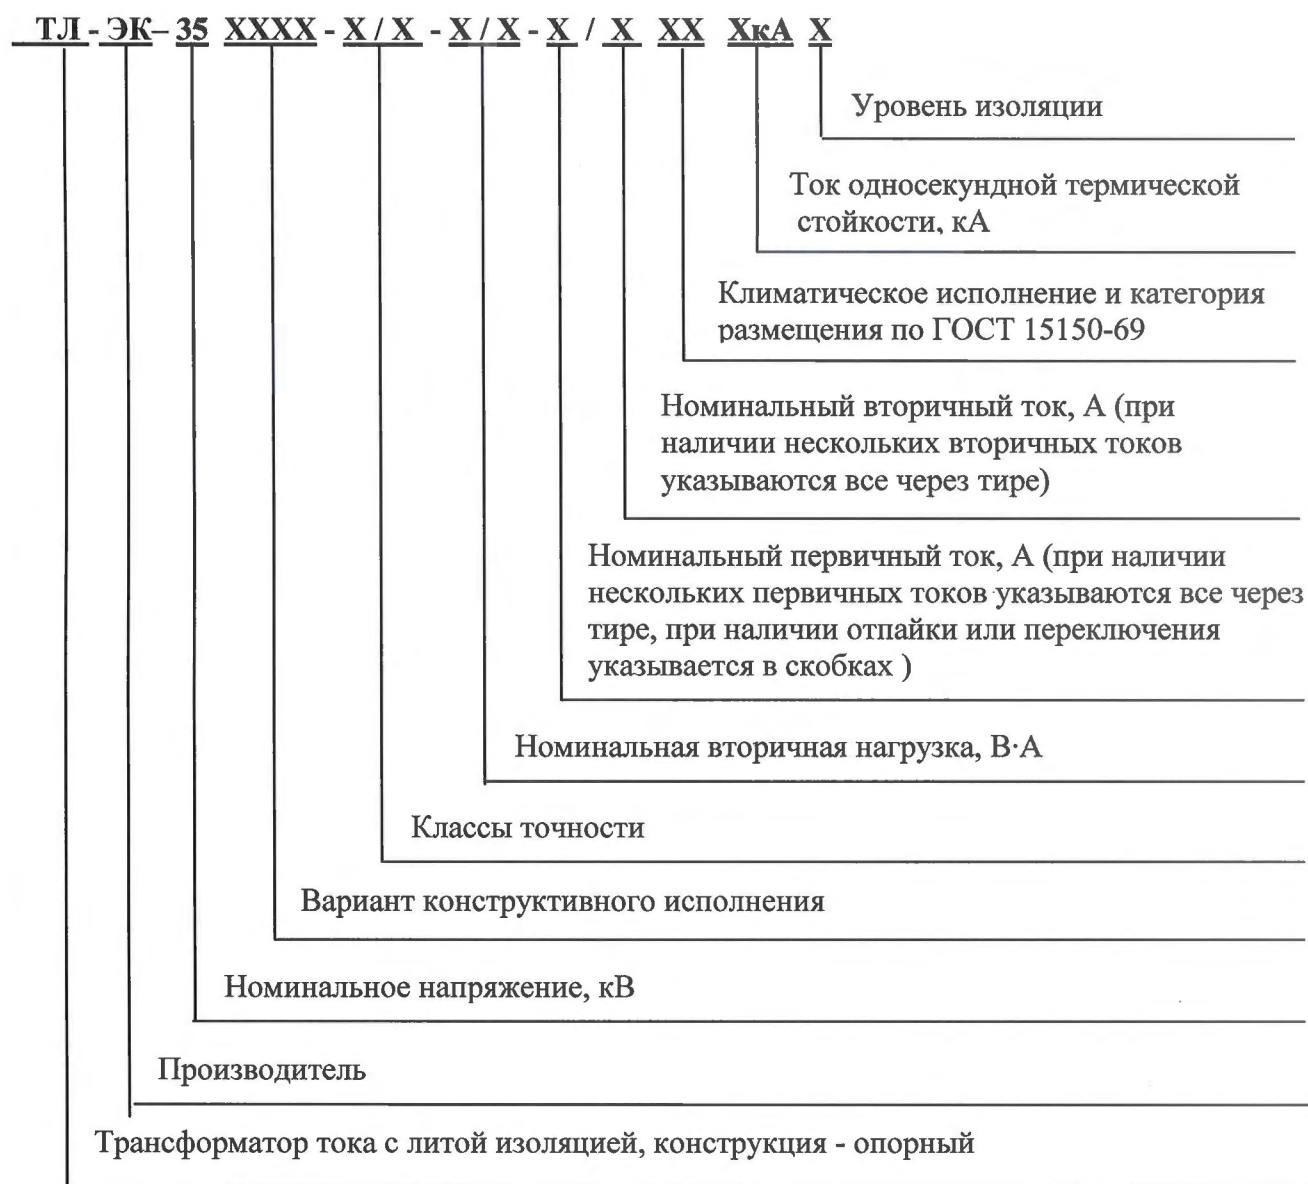 ТЛ - ЭК– 35 ХХХХ - Х / Х - Х / Х - Х / Х ХХ ХкА Х
Уровень изоляции
Ток односекундной термической
стойкости, кА
Климатическое исполнение и категория
размещения по ГОСТ 15150-69
Номинальный вторичный ток, А (при
наличии нескольких вторичных токов
указываются все через тире)
Номинальный первичный ток, А (при наличии
нескольких первичных токов указываются все через
тире, при наличии отпайки или переключения
указывается в скобках )
Номинальная вторичная нагрузка, В·А
Классы точности
Вариант конструктивного исполнения
Номинальное напряжение, кВ
Производитель
Трансформатор тока с литой изоляцией, конструкция - опорный